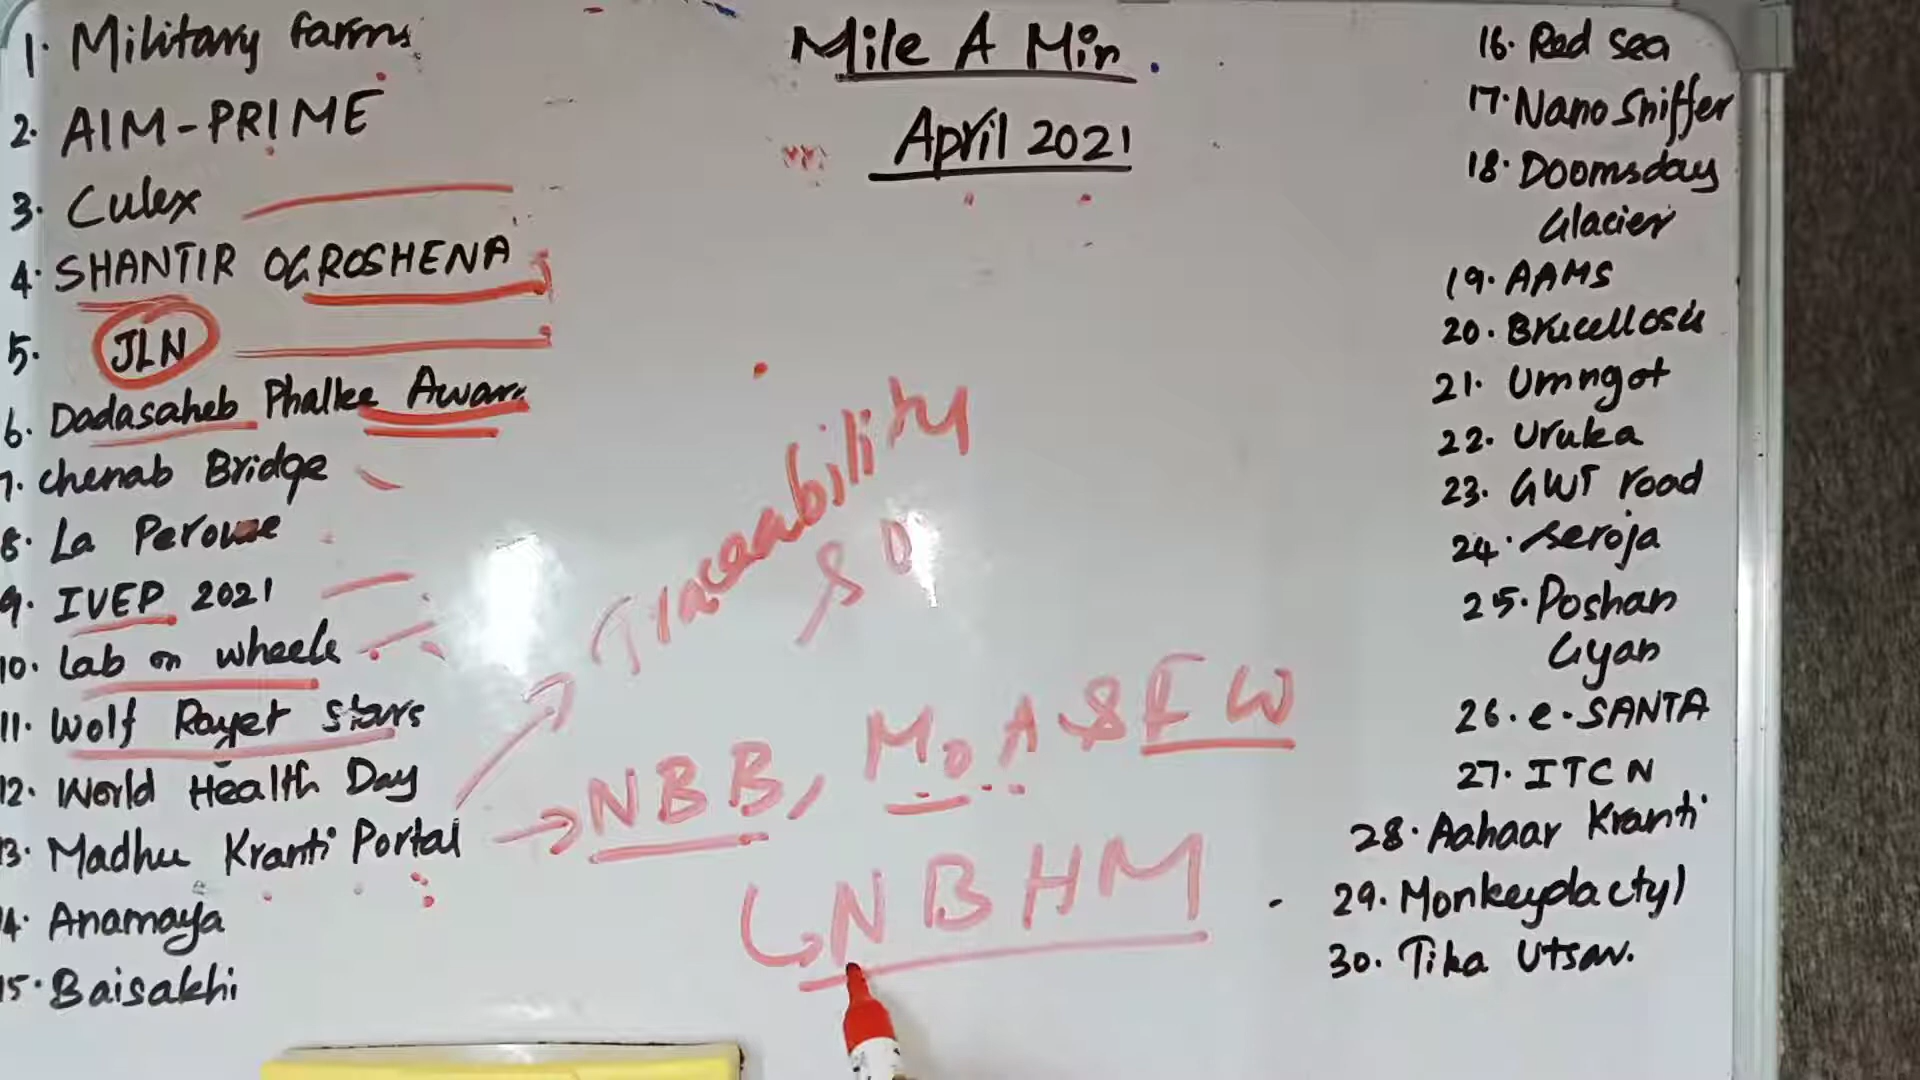 Mile A Min
April 2021
1. Military farms
2. AIM-PRIME
3. Culex
4. SHANTIR OGROSHENA
5. JLN
6. Dadasaheb Phalke Awar
7. Chenab Bridge
8. La Perouse
9. IVEP 2021
10. Lab on wheels
11. Wolf Rayet stars
12. World Health Day
13. Madhu Kranti Portal
14. Anamaya
15. Baisakhi
Traceability
NBB, MoA & FW
NBHM
16. Red sea
17. Nano Sniffer
18. Doomsday
Glacier
19. AAMS
20. Brucellosis
21. Umngot
22. Uruka
23. GWT road
24. Seroja
25. Poshan
Gyan
26. e-SANTA
27. ITCN
28. Aahaar Kranti
29. Monkeydactyl
30. Tika Utsav.